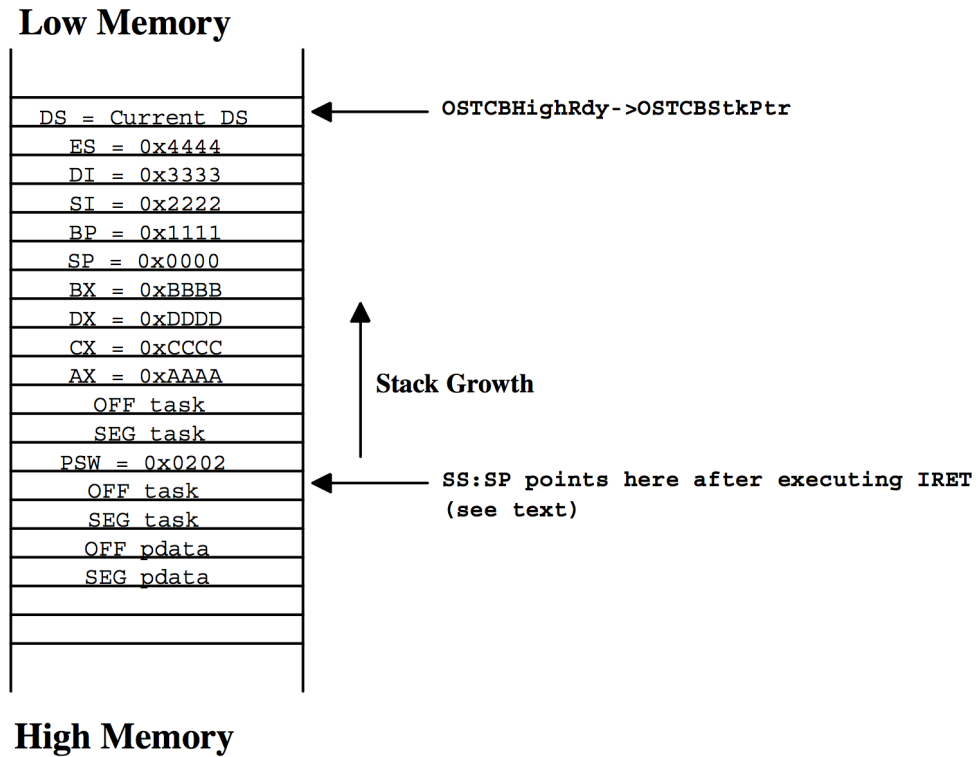 Low Memory
DS = Current DS
OSTCBHighRdy->OSTCBStkPtr
ES = 0x4444
DI = 0x3333
SI = 0x2222
BP = 0x1111
SP = 0x0000
BX = 0xBBBB
DX = 0xDDDD
CX = 0xCCCC
AX = 0xAAAA
Stack Growth
OFF task
SEG task
PSW = 0x0202
OFF task
SS:SP points here after executing IRET
(see text)
SEG task
OFF pdata
SEG pdata
High Memory